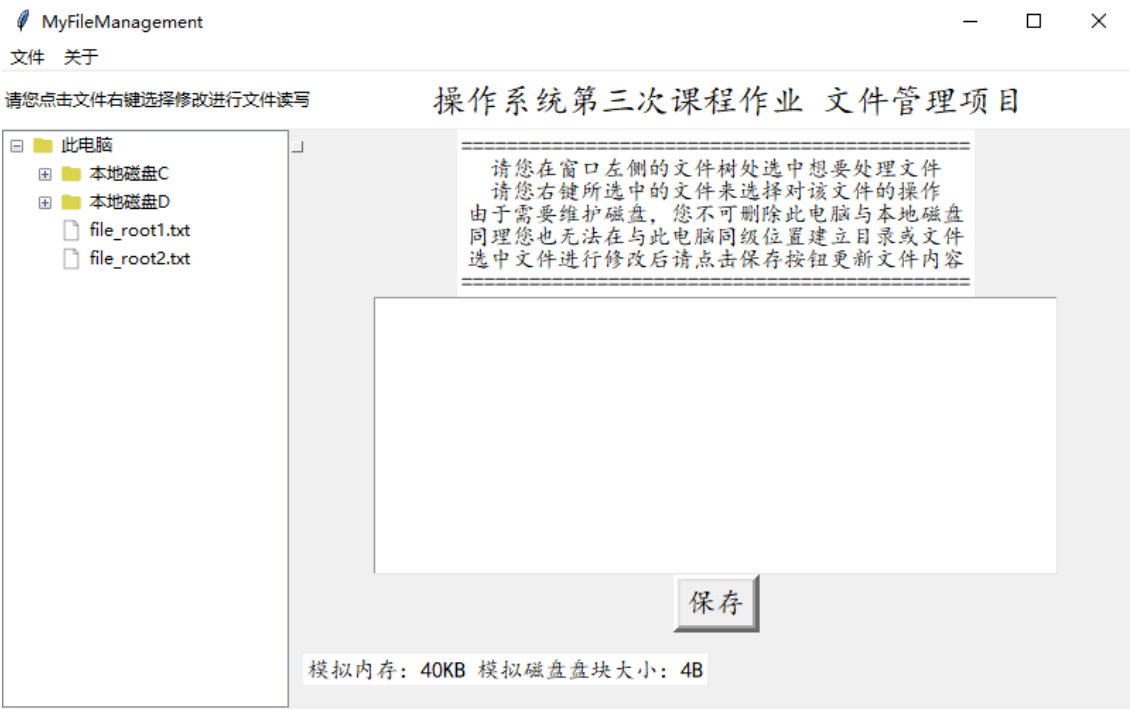 MyFileManagement
文件 关于
请您点击文件右键选择修改进行文件读写
操作系统第三次课程作业 文件管理项目
此电脑
本地磁盘C
本地磁盘D
file_root1.txt
file_root2.txt
==============================================
请您在窗口左侧的文件树处选中想要处理文件
请您右键所选中的文件来选择对该文件的操作
由于需要维护磁盘，您不可删除此电脑与本地磁盘
同理您也无法在与此电脑同级位置建立目录或文件
选中文件进行修改后请点击保存按钮更新文件内容
==============================================
保存
模拟内存：40KB 模拟磁盘盘块大小：4B